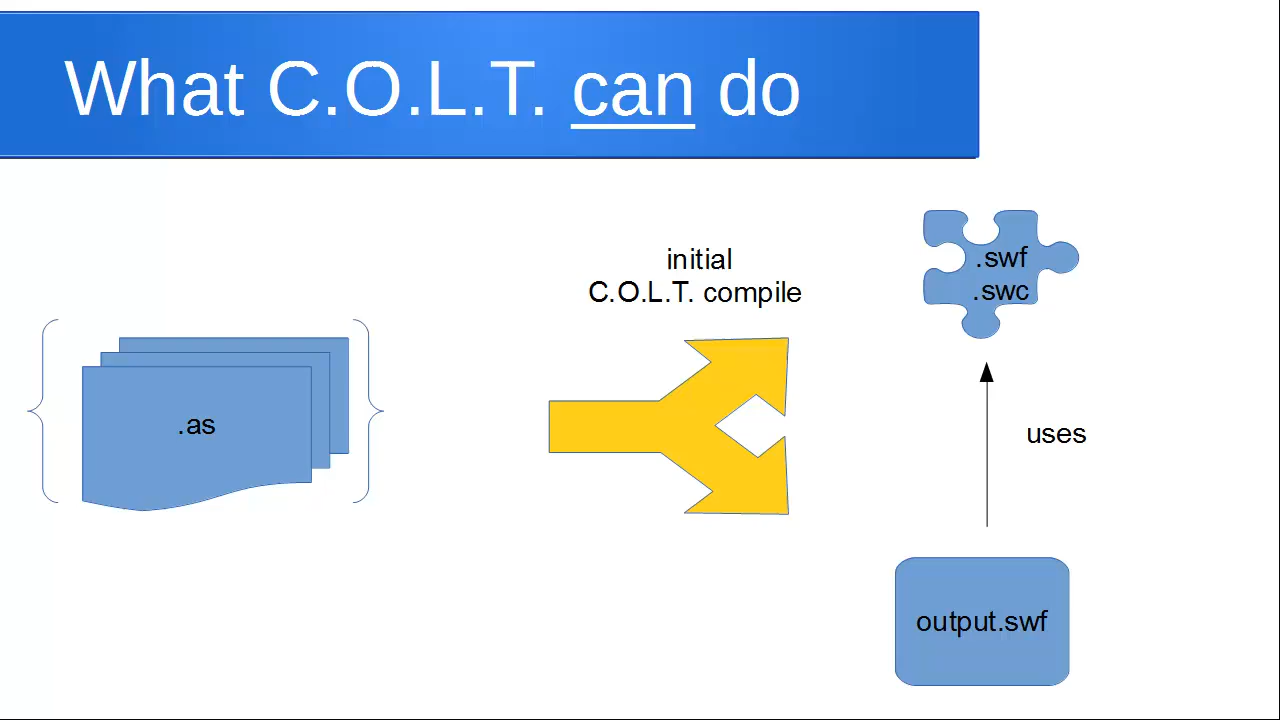 What C.O.L.T. can do
initial
C.O.L.T. compile
.swf
.swc
.as
uses
output.swf